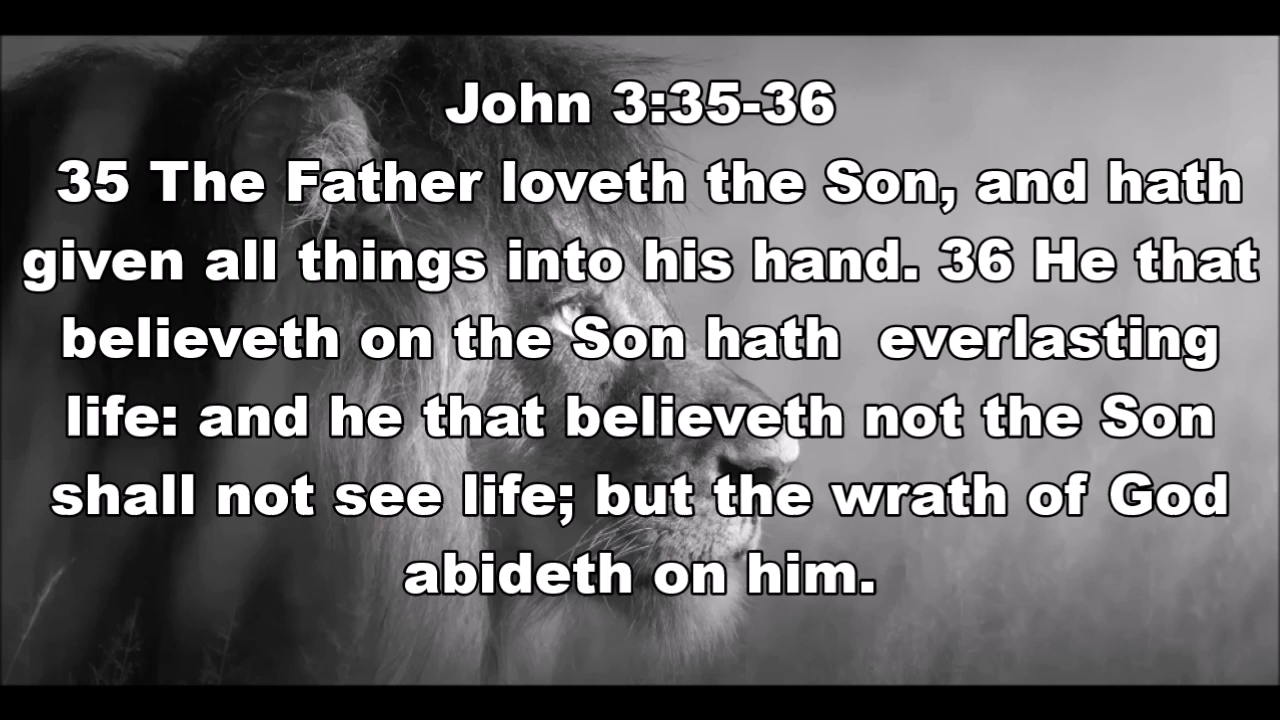 John 3:35-36
35 The Father loveth the Son, and hath
given all things into his hand. 36 He that
believeth on the Son hath  everlasting
life: and he that believeth not the Son
shall not see life; but the wrath of God
abideth on him.